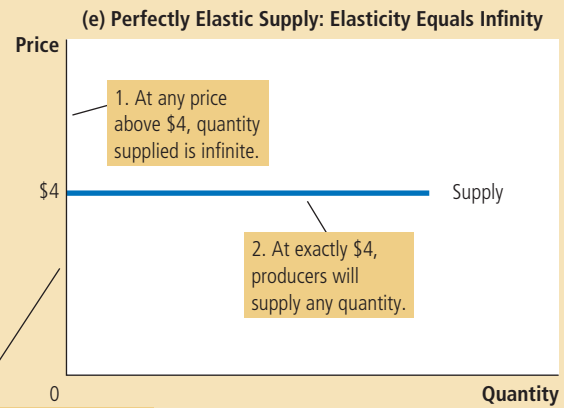 (e) Perfectly Elastic Supply: Elasticity Equals Infinity
Price
1. At any price
above $4, quantity
supplied is infinite.
$4
Supply
2. At exactly $4,
producers will
supply any quantity.
0
Quantity